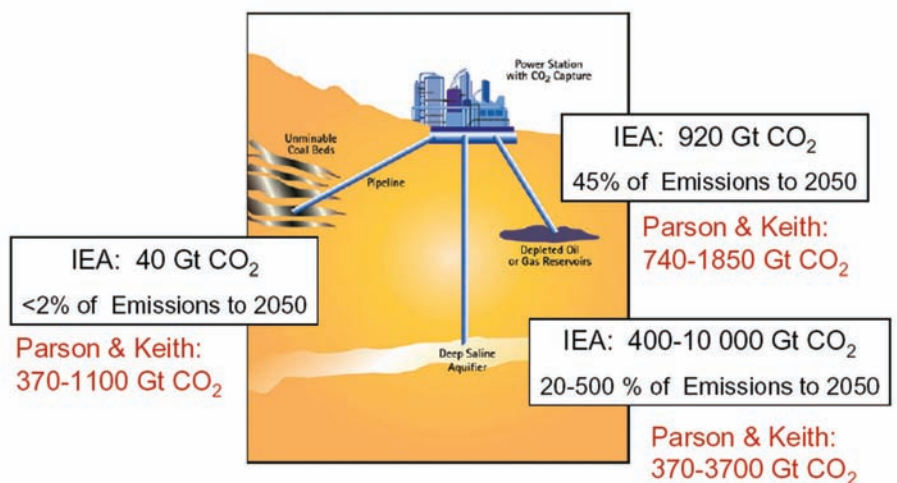 Power Station
with CO₂ Capture
Unminable
Coal Beds
Pipeline
IEA: 920 Gt CO₂
45% of Emissions to 2050
Parson & Keith:
740-1850 Gt CO₂
Depleted Oil
or Gas Reservoirs
IEA: 40 Gt CO₂
<2% of Emissions to 2050
Parson & Keith:
370-1100 Gt CO₂
Deep Saline
Aquifier
IEA: 400-10 000 Gt CO₂
20-500 % of Emissions to 2050
Parson & Keith:
370-3700 Gt CO₂